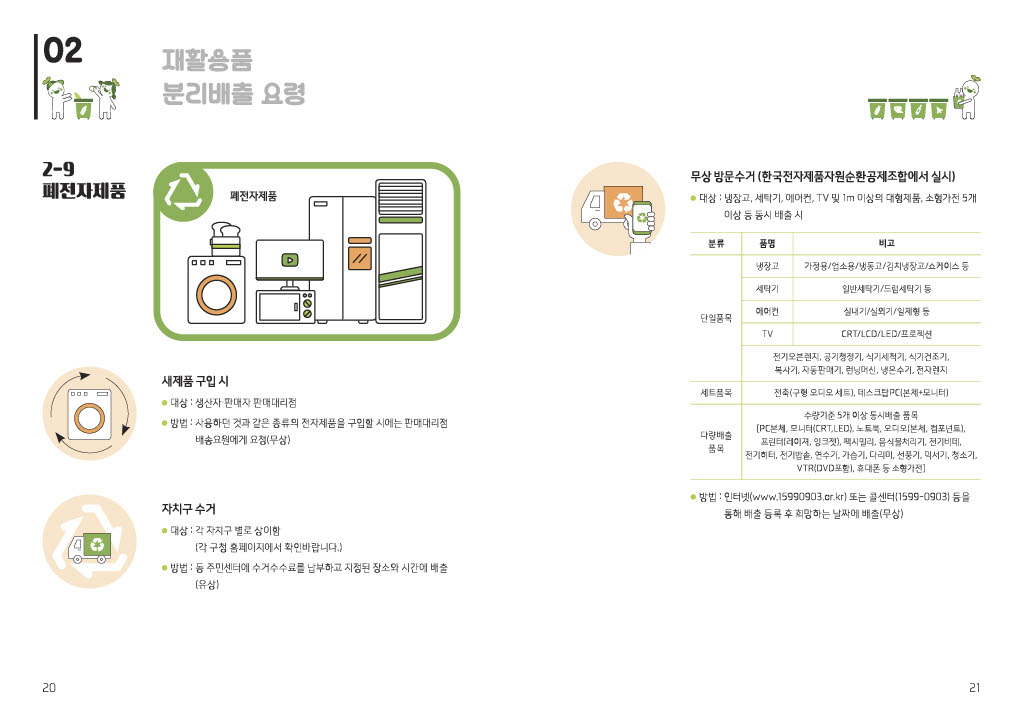 02
재활용품
분리배출 요령
2-9
폐전자제품
폐전자제품
새제품 구입 시
● 대상 : 생산자 판매자 판매대리점
● 방법 : 사용하던 것과 같은 종류의 전자제품을 구입할 시에는 판매대리점
배송요원에게 요청(무상)
자치구 수거
● 대상 : 각 자치구 별로 상이함
(각 구청 홈페이지에서 확인바랍니다.)
● 방법 : 동 주민센터에 수거수수료를 납부하고 지정된 장소와 시간에 배출
(유상)
20
무상 방문수거 (한국전자제품자원순환공제조합에서 실시)
● 대상 : 냉장고, 세탁기, 에어컨, TV 및 1m 이상의 대형제품, 소형가전 5개
이상 등 동시 배출 시
분류 품명 비고
냉장고 가정용/업소용/냉동고/김치냉장고/쇼케이스 등
세탁기 일반세탁기/드럼세탁기 등
단일품목
에어컨 실내기/실외기/일체형 등
TV CRT/LCD/LED/프로젝션
전기오븐렌지, 공기청정기, 식기세척기, 식기건조기,
복사기, 자동판매기, 런닝머신, 냉온수기, 전자렌지
세트품목 전축(구형 오디오 세트), 데스크탑PC(본체+모니터)
다량배출
품목
수량기준 5개 이상 동시배출 품목
[PC본체, 모니터(CRT,LED), 노트북, 오디오(본체, 컴포넌트),
프린터(레이져, 잉크젯), 팩시밀리, 음식물처리기, 전기비데,
전기히터, 전기밥솥, 연수기, 가습기, 다리미, 선풍기, 믹서기, 청소기,
VTR(DVD포함), 휴대폰 등 소형가전]
● 방법 : 인터넷(www.15990903.or.kr) 또는 콜센터(1599-0903) 등을
통해 배출 등록 후 희망하는 날짜에 배출(무상)
21